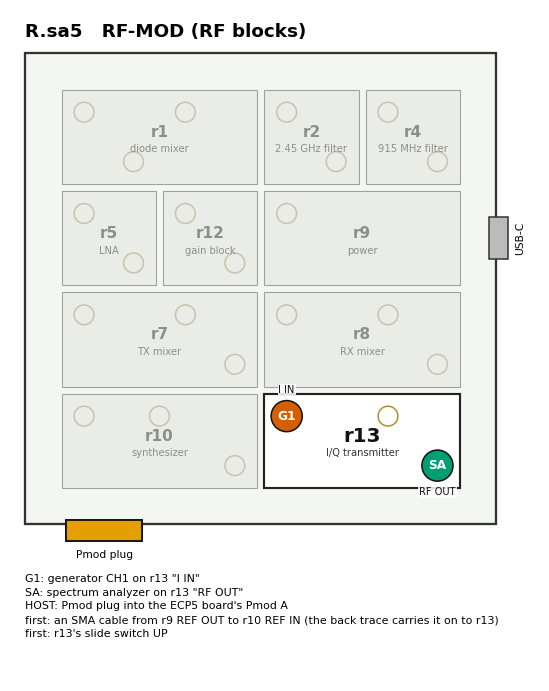 R.sa5 RF-MOD (RF blocks)
r1
diode mixer
r2
2.45 GHz filter
r4
915 MHz filter
r5
LNA
r12
gain block
r9
power
USB-C
r7
TX mixer
r8
RX mixer
r10
synthesizer
I IN
G1
r13
I/Q transmitter
SA
RF OUT
Pmod plug
G1: generator CH1 on r13 "I IN"
SA: spectrum analyzer on r13 "RF OUT"
HOST: Pmod plug into the ECP5 board's Pmod A
first: an SMA cable from r9 REF OUT to r10 REF IN (the back trace carries it on to r13)
first: r13's slide switch UP